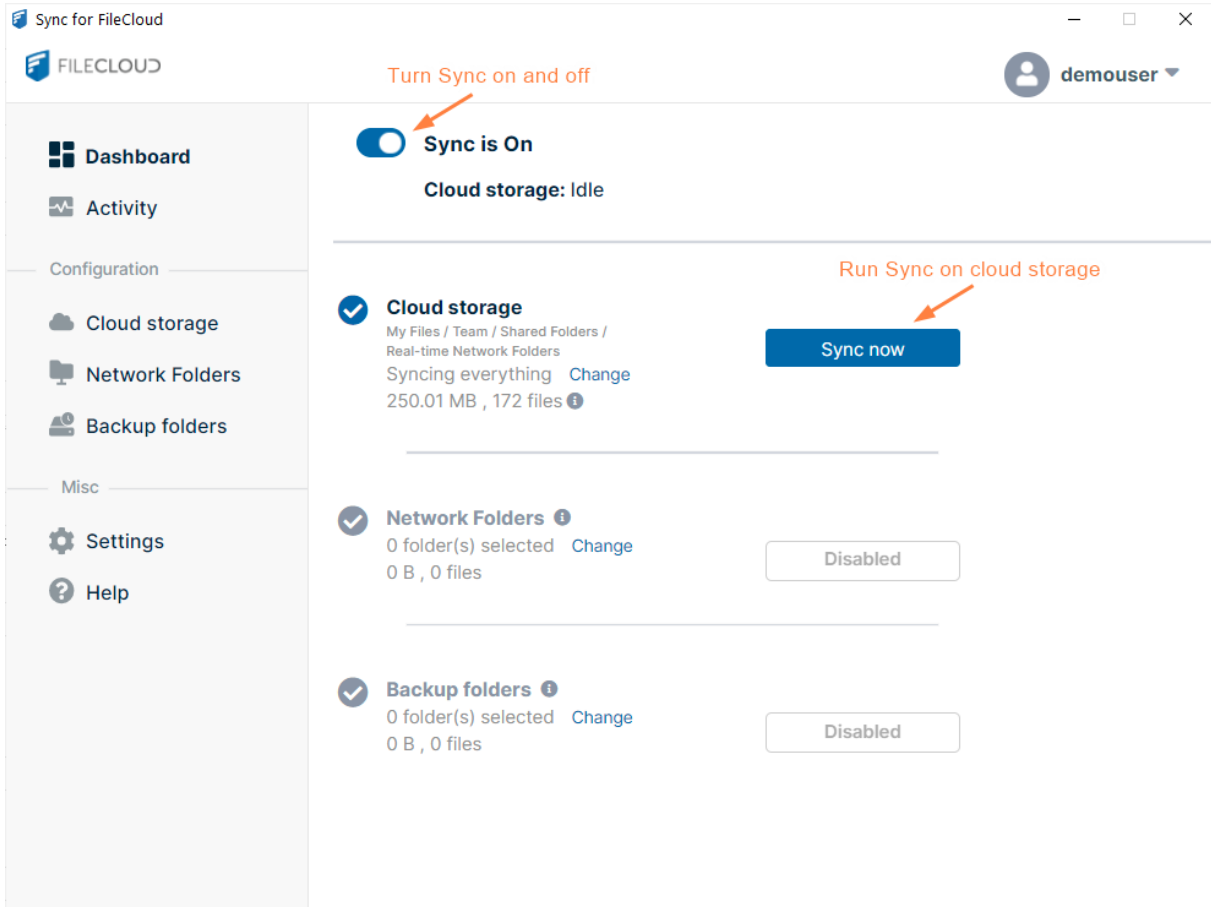 Sync for FileCloud
FILECLOUD
Turn Sync on and off
demouser
Dashboard
Activity
Configuration
Cloud storage
Network Folders
Backup folders
Misc
Settings
Help
Sync is On
Cloud storage: Idle
Run Sync on cloud storage
Cloud storage
My Files / Team / Shared Folders /
Real-time Network Folders
Syncing everything Change
250.01 MB , 172 files
Sync now
Network Folders
0 folder(s) selected Change
0 B , 0 files
Disabled
Backup folders
0 folder(s) selected Change
0 B , 0 files
Disabled